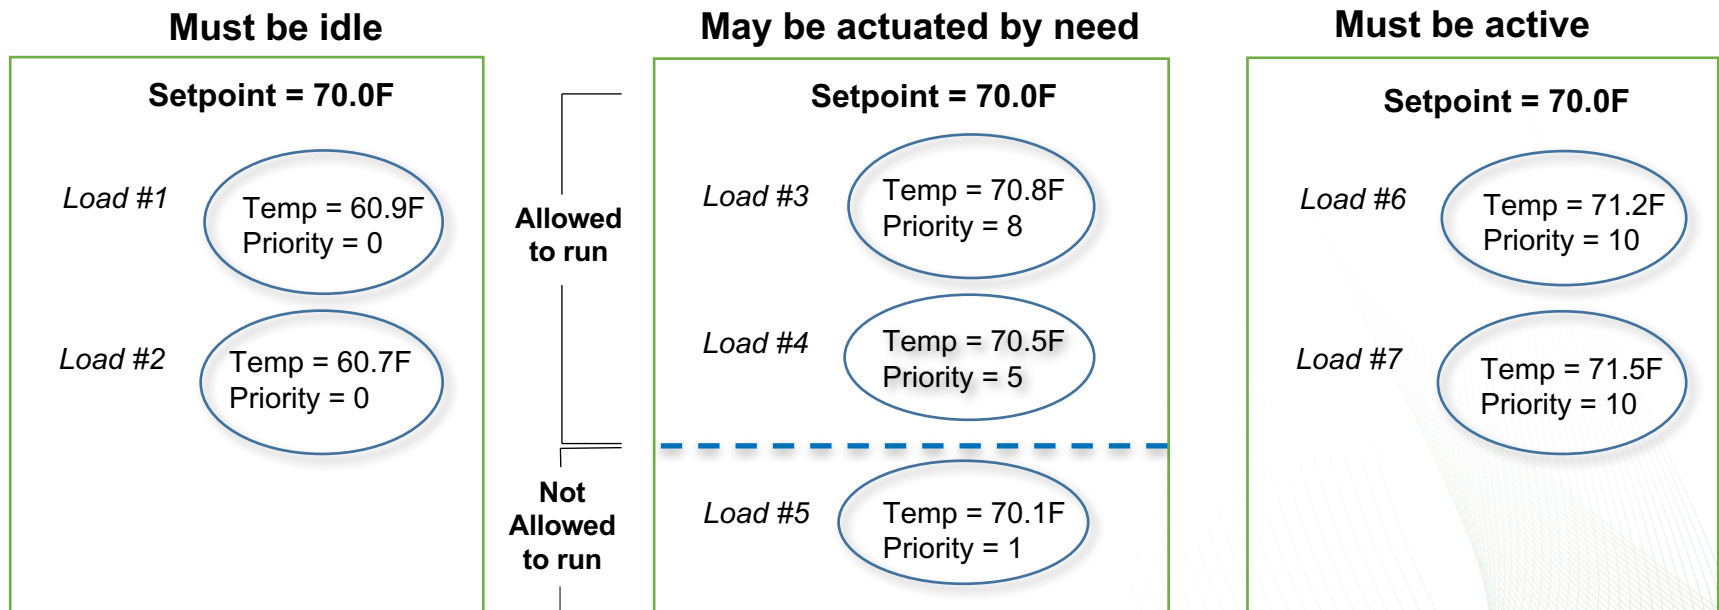 Must be idle
Setpoint = 70.0F
Load #1
Temp = 60.9F
Priority = 0
Load #2
Temp = 60.7F
Priority = 0
Allowed
to run
Not
Allowed
to run
May be actuated by need
Setpoint = 70.0F
Load #3
Temp = 70.8F
Priority = 8
Load #4
Temp = 70.5F
Priority = 5
Load #5
Temp = 70.1F
Priority = 1
Must be active
Setpoint = 70.0F
Load #6
Temp = 71.2F
Priority = 10
Load #7
Temp = 71.5F
Priority = 10